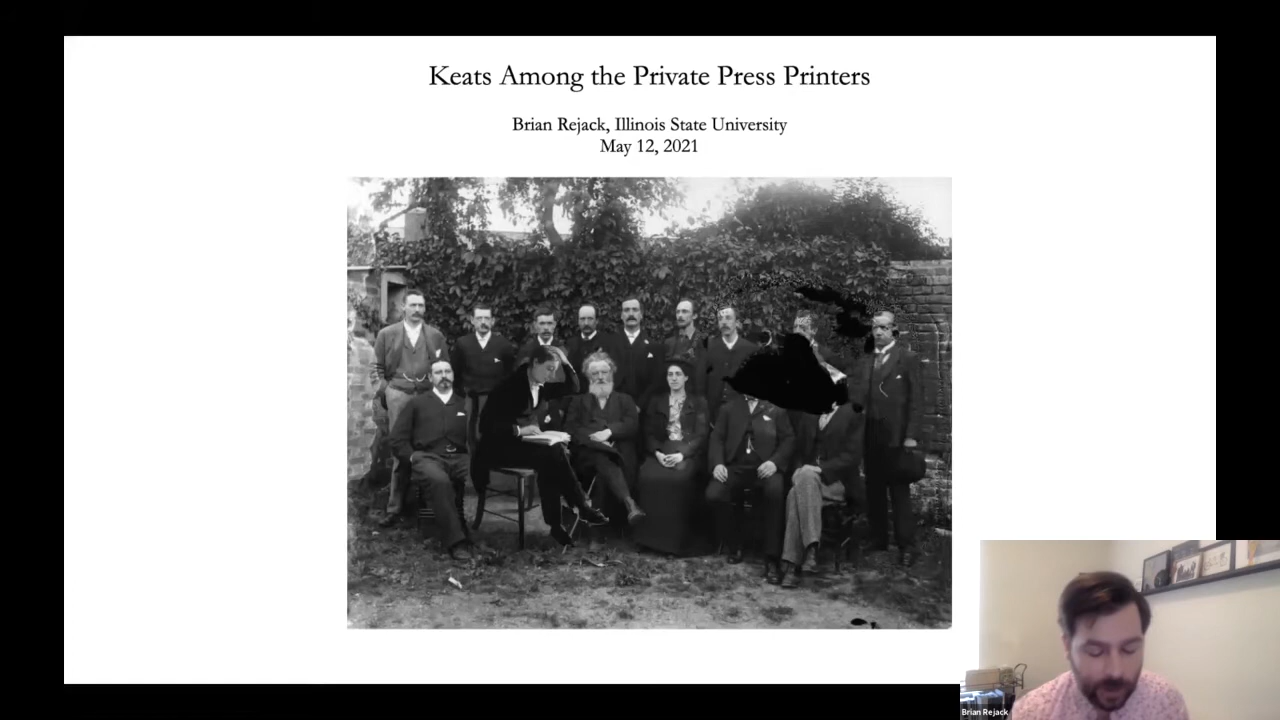 Keats Among the Private Press Printers
Brian Rejack, Illinois State University
May 12, 2021
Brian Rejack